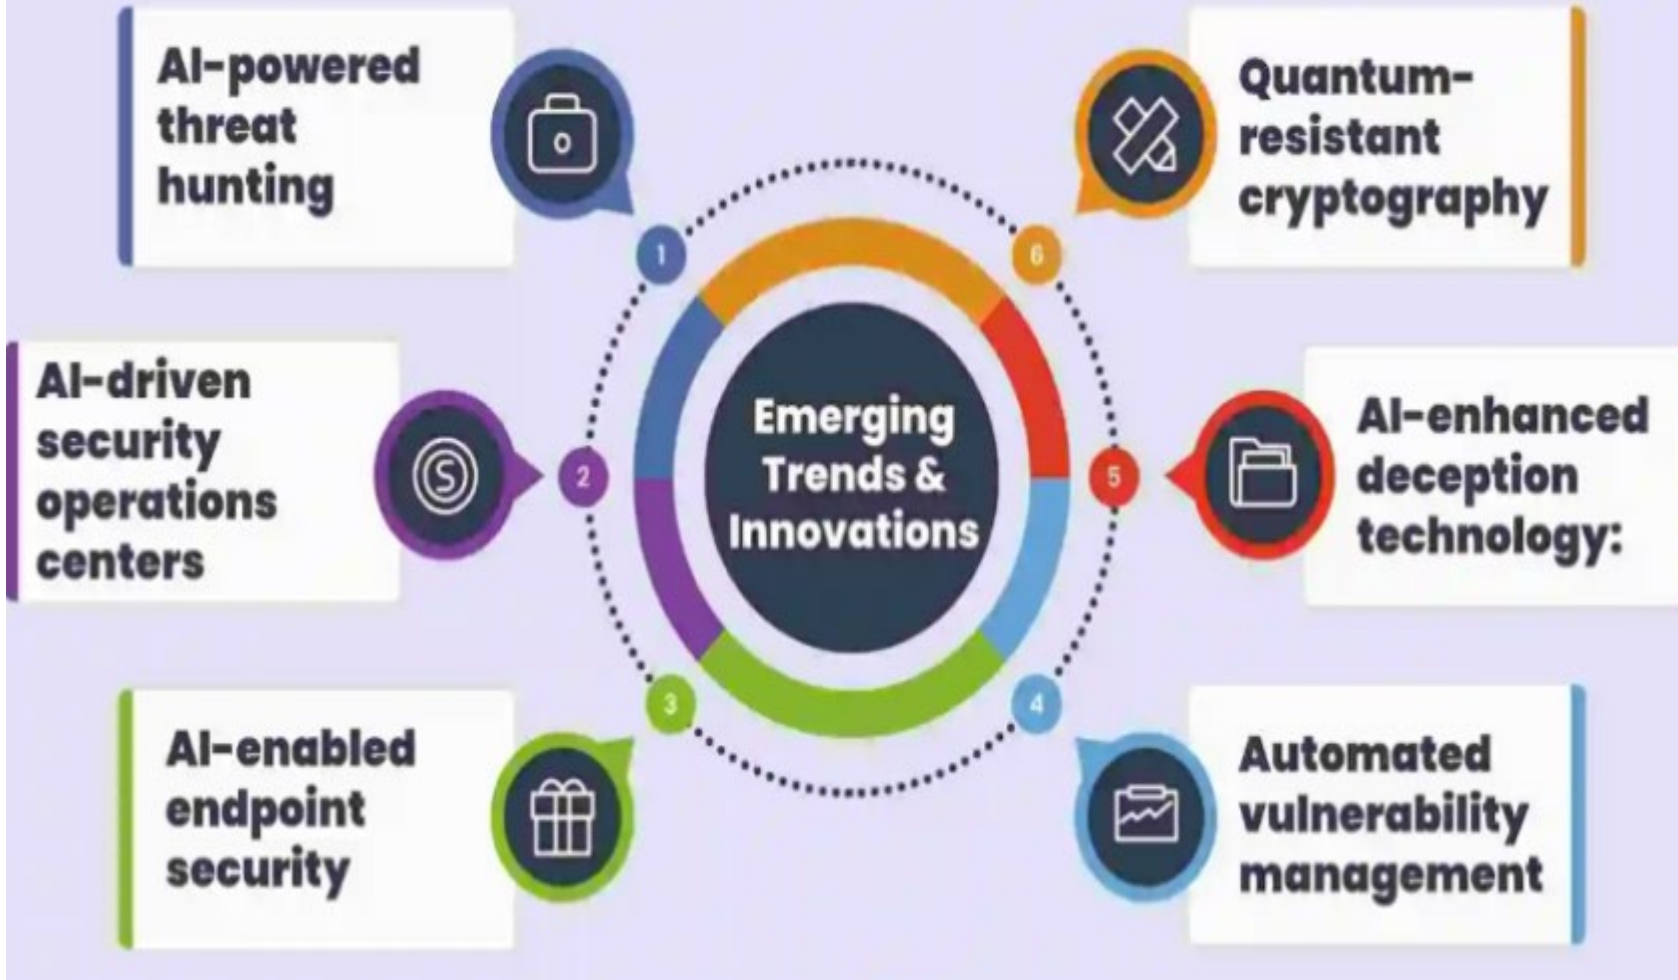 AI-powered
threat
hunting
1
AI-driven
security
operations
centers
S
2
AI-enabled
endpoint
security
3
Emerging
Trends &
Innovations
Automated
vulnerability
management
4
AI-enhanced
deception
technology:
5
Quantum-
resistant
cryptography
6